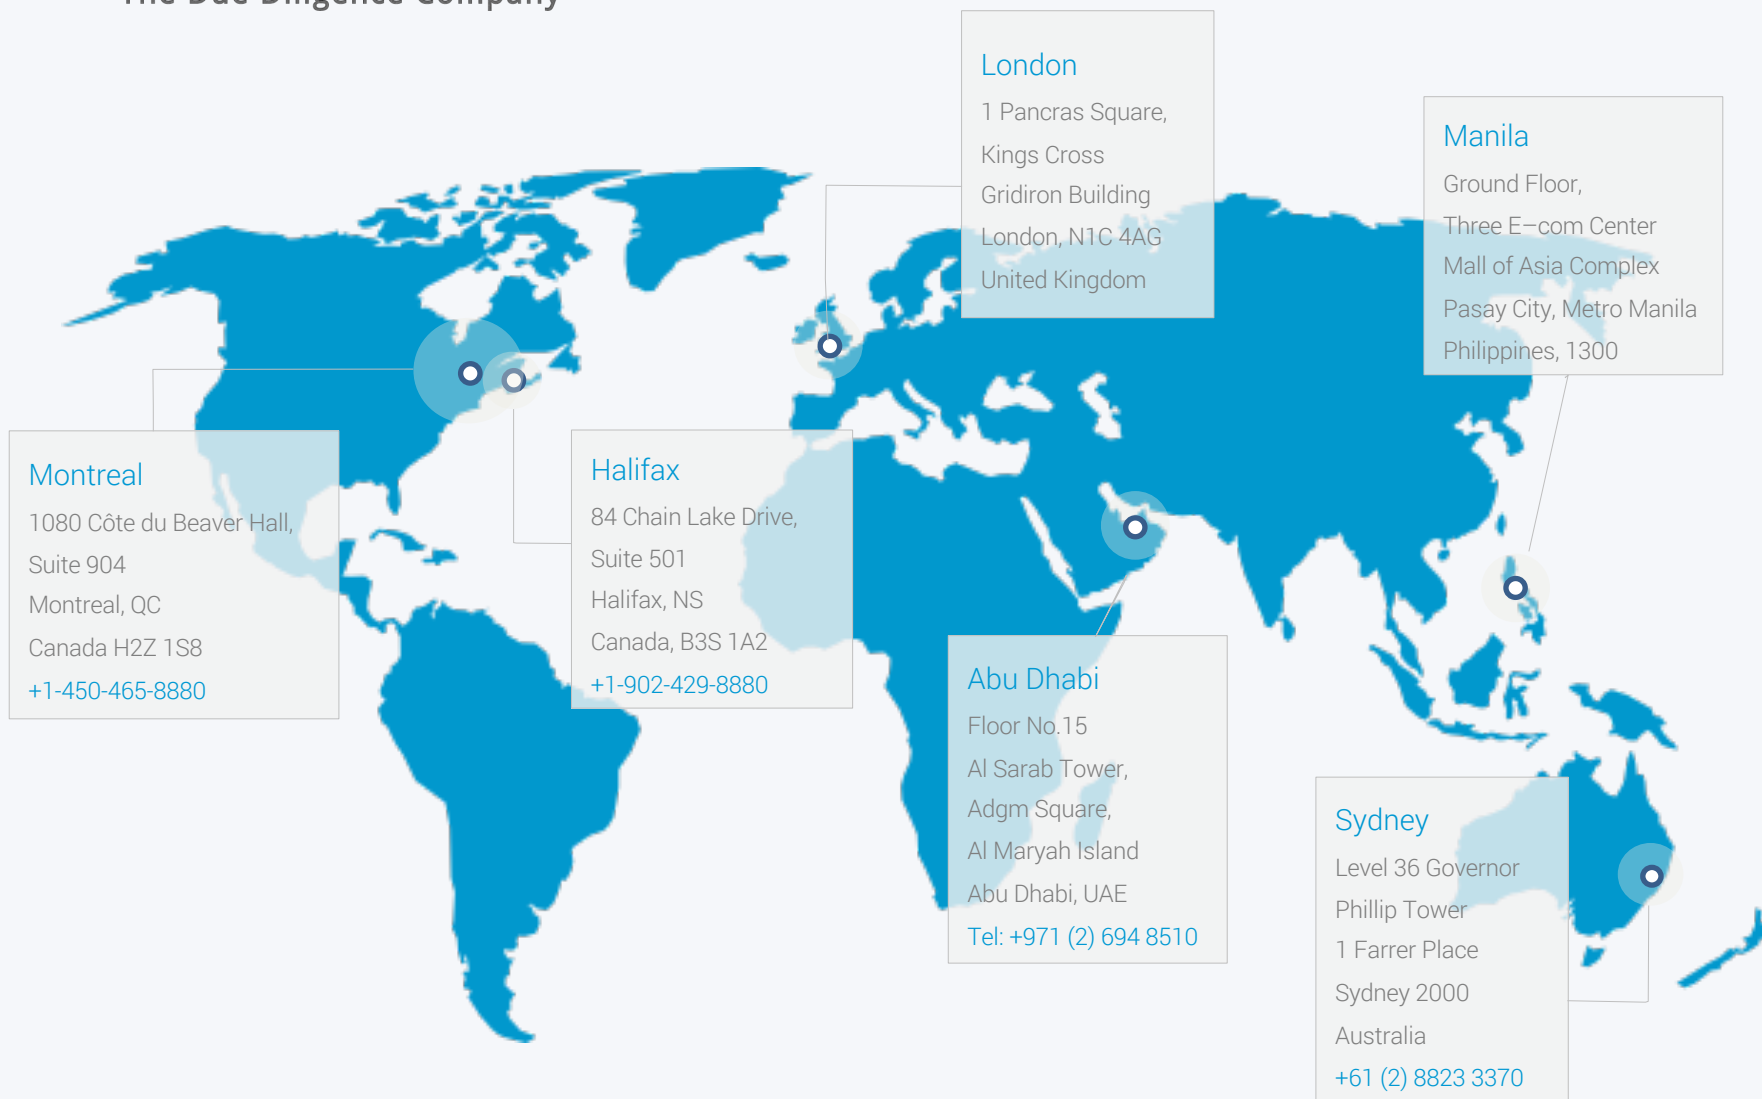 The Due Diligence Company
London
1 Pancras Square,
Kings Cross
Gridiron Building
London, N1C 4AG
United Kingdom
Manila
Ground Floor,
Three E–com Center
Mall of Asia Complex
Pasay City, Metro Manila
Philippines, 1300
Montreal
1080 Côte du Beaver Hall,
Suite 904
Montreal, QC
Canada H2Z 1S8
+1-450-465-8880
Halifax
84 Chain Lake Drive,
Suite 501
Halifax, NS
Canada, B3S 1A2
+1-902-429-8880
Abu Dhabi
Floor No.15
Al Sarab Tower,
Adgm Square,
Al Maryah Island
Abu Dhabi, UAE
Tel: +971 (2) 694 8510
Sydney
Level 36 Governor
Phillip Tower
1 Farrer Place
Sydney 2000
Australia
+61 (2) 8823 3370